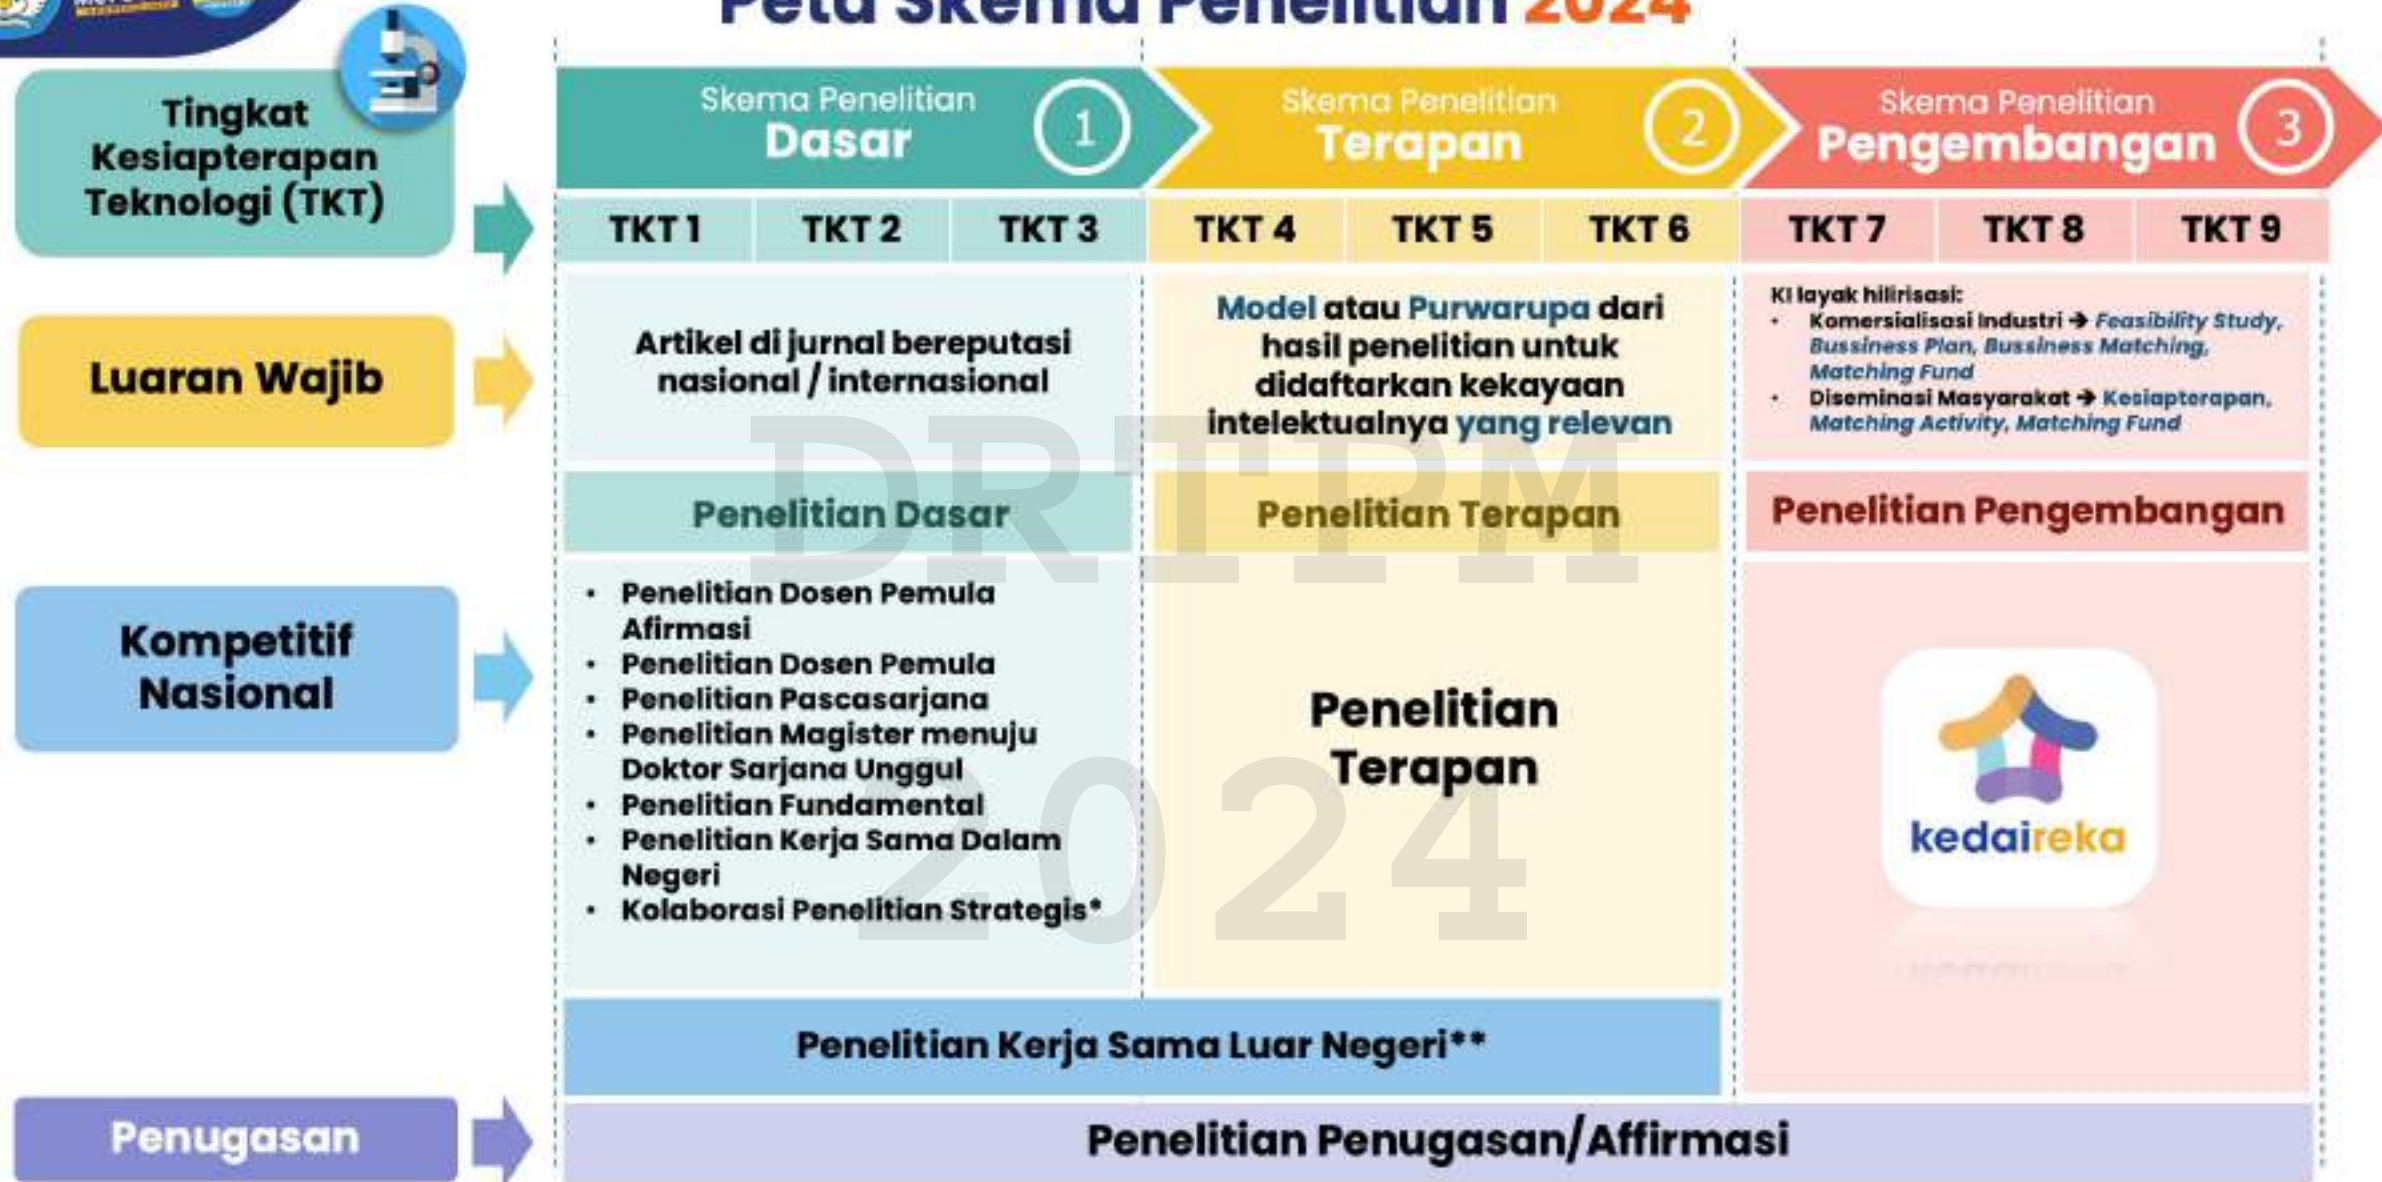 Peta Skema Penelitian 2024
Tingkat
Kesiapterapan
Teknologi (TKT)
Skema Penelitian
Dasar
1
Skema Penelitian
Terapan
2
Skema Penelitian
Pengembangan
3
TKT 1
TKT 2
TKT 3
TKT 4
TKT 5
TKT 6
TKT 7
TKT 8
TKT 9
Luaran Wajib
Artikel di jurnal bereputasi
nasional / internasional
Model atau Purwarupa dari
hasil penelitian untuk
didaftarkan kekayaan
intelektualnya yang relevan
KI layak hilirisasi:
• Komersialisasi Industri ➔ Feasibility Study,
Bussiness Plan, Bussiness Matching,
Matching Fund
• Diseminasi Masyarakat ➔ Kesiapterapan,
Matching Activity, Matching Fund
Penelitian Dasar
Penelitian Terapan
Penelitian Pengembangan
Kompetitif
Nasional
• Penelitian Dosen Pemula
Afirmasi
• Penelitian Dosen Pemula
• Penelitian Pascasarjana
• Penelitian Magister menuju
Doktor Sarjana Unggul
• Penelitian Fundamental
• Penelitian Kerja Sama Dalam
Negeri
• Kolaborasi Penelitian Strategis*
Penelitian
Terapan
kedaireka
Penelitian Kerja Sama Luar Negeri**
Penugasan
Penelitian Penugasan/Affirmasi
DRTPM
2024